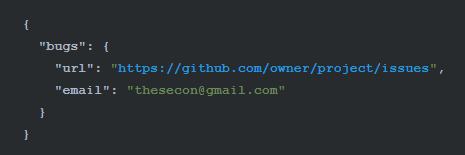 {
  "bugs": {
    "url": "https://github.com/owner/project/issues",
    "email": "thesecon@gmail.com"
  }
}